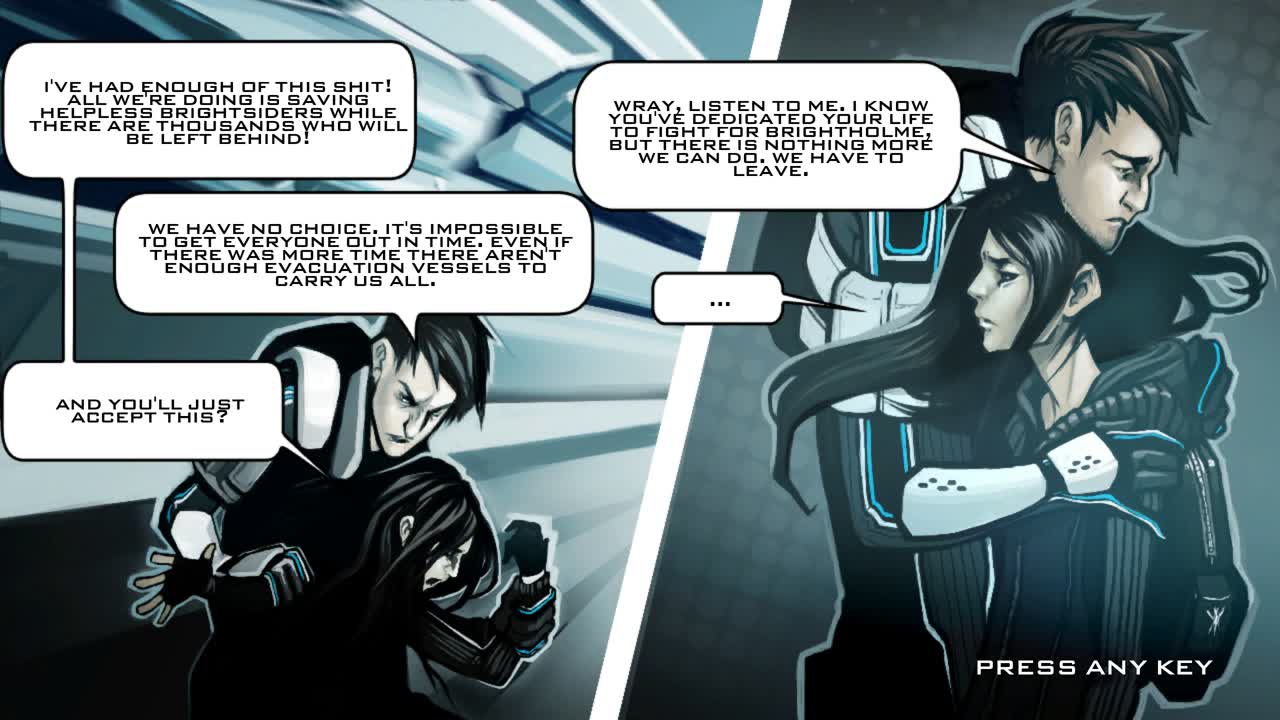 I'VE HAD ENOUGH OF THIS SHIT!
ALL WE'RE DOING IS SAVING
HELPLESS BRIGHTSIDERS WHILE
THERE ARE THOUSANDS WHO WILL
BE LEFT BEHIND!
WE HAVE NO CHOICE. IT'S IMPOSSIBLE
TO GET EVERYONE OUT IN TIME. EVEN IF
THERE WAS MORE TIME THERE AREN'T
ENOUGH EVACUATION VESSELS TO
CARRY US ALL.
AND YOU'LL JUST
ACCEPT THIS?
WRAY, LISTEN TO ME. I KNOW
YOU'VE DEDICATED YOUR LIFE
TO FIGHT FOR BRIGHTHOLME,
BUT THERE IS NOTHING MORE
WE CAN DO. WE HAVE TO
LEAVE.
...
PRESS ANY KEY